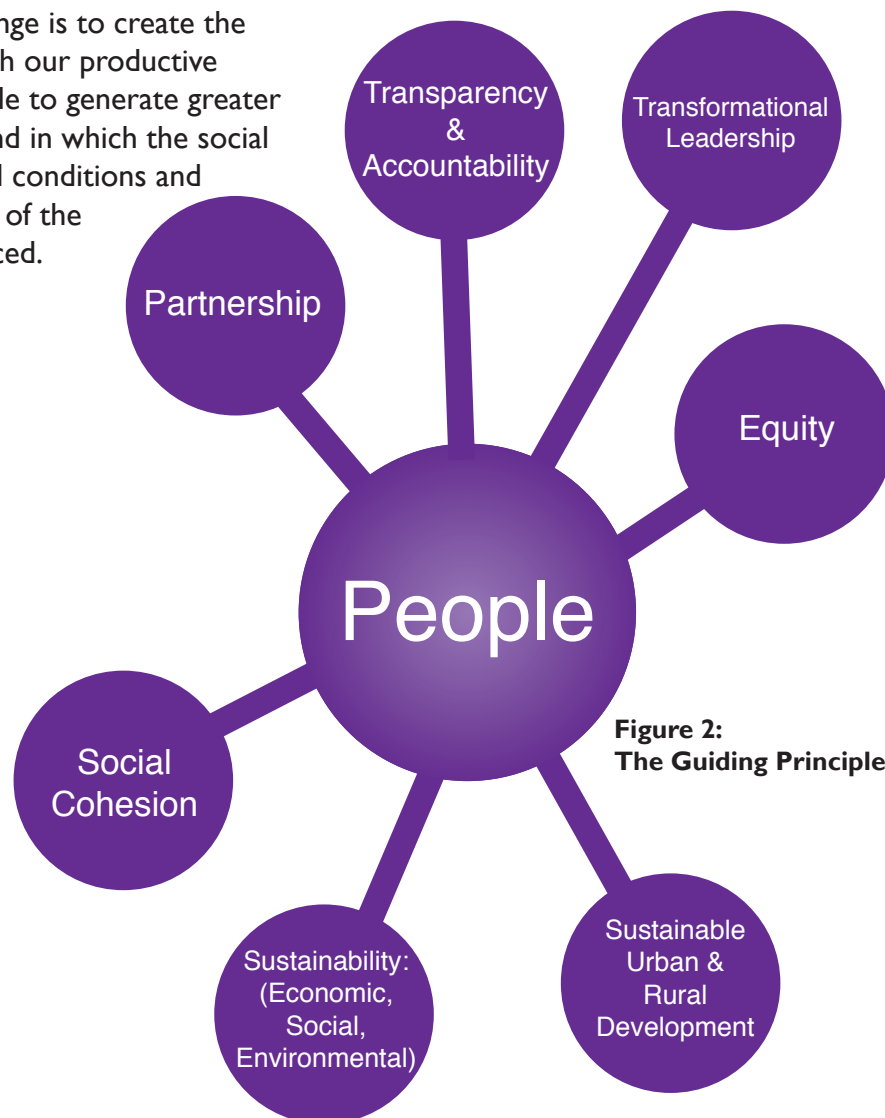 nge is to create the
h our productive
le to generate greater
nd in which the social
l conditions and
of the
ced.
Transparency
&
Accountability
Transformational
Leadership
Partnership
Equity
People
Social
Cohesion
Figure 2:
The Guiding Principle
Sustainability:
(Economic,
Social,
Environmental)
Sustainable
Urban &
Rural
Development